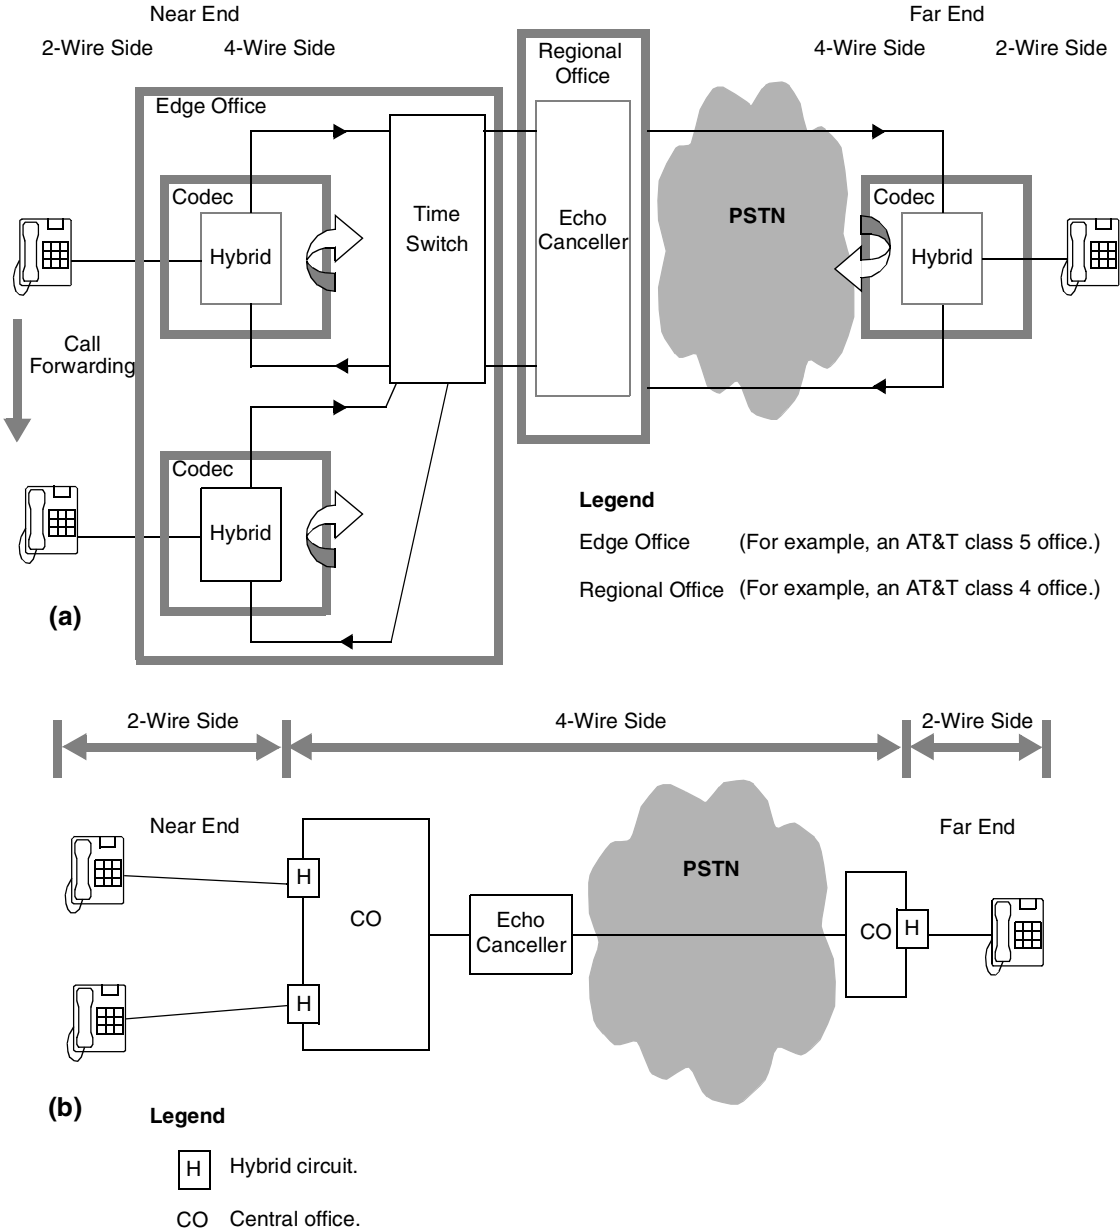 Near End
Far End
2-Wire Side
4-Wire Side
4-Wire Side
2-Wire Side
Regional
Office
Edge Office
Codec
Hybrid
Time
Switch
Echo
Canceller
PSTN
Codec
Hybrid
Call
Forwarding
Codec
Hybrid
Legend
Edge Office (For example, an AT&T class 5 office.)
Regional Office (For example, an AT&T class 4 office.)
(a)
2-Wire Side
4-Wire Side
2-Wire Side
Near End
Far End
H
CO
Echo
Canceller
PSTN
CO
H
H
(b)
Legend
H Hybrid circuit.
CO Central office.